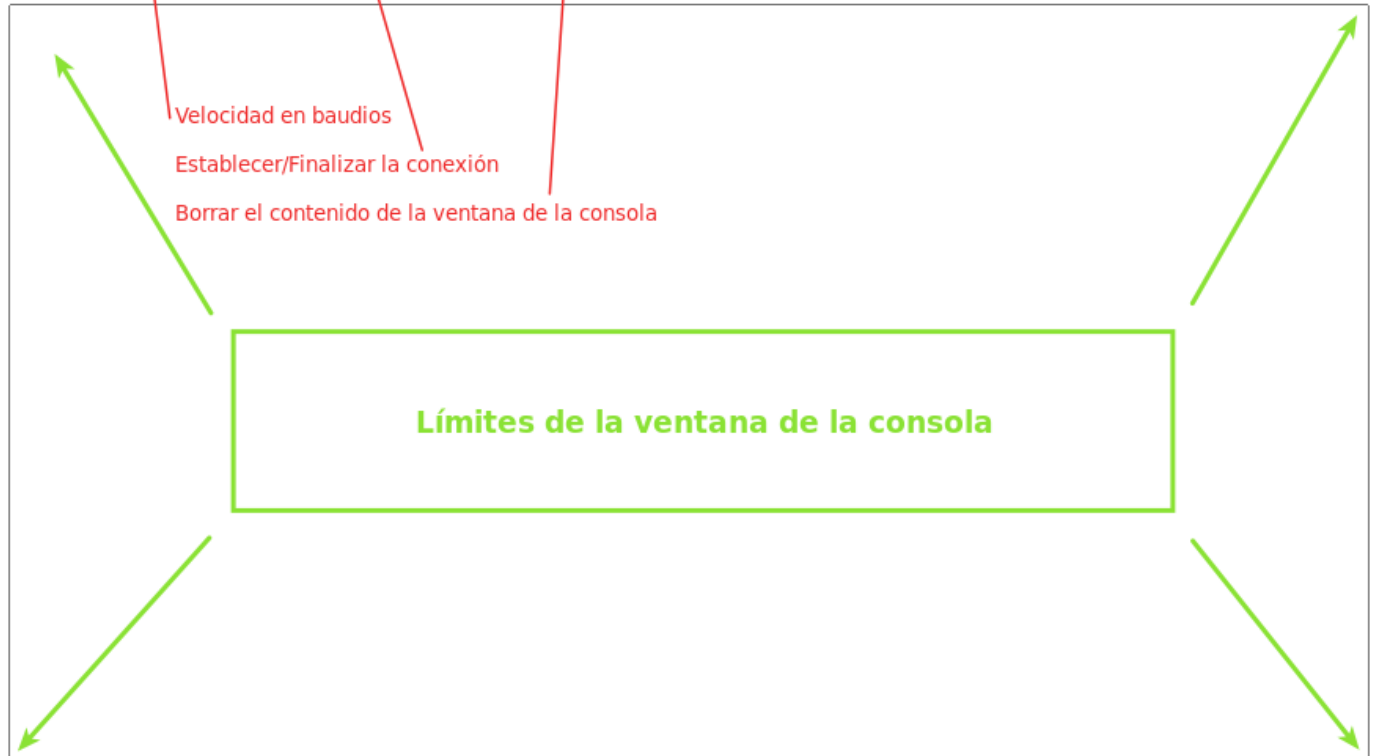 Velocidad en baudios
Establecer/Finalizar la conexión
Borrar el contenido de la ventana de la consola
Límites de la ventana de la consola